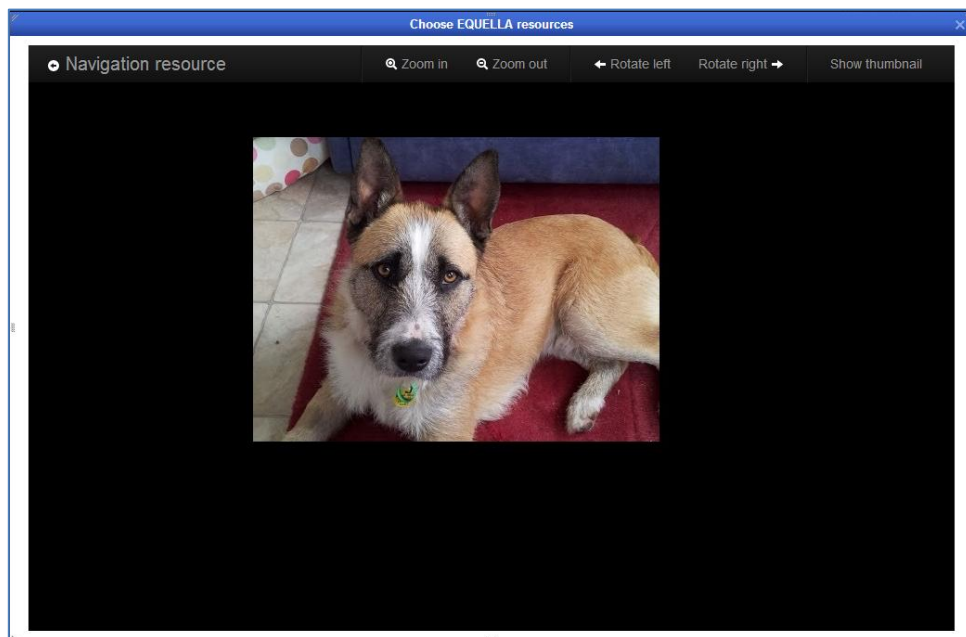 Choose EQUELLA resources
Navigation resource Zoom in Zoom out Rotate left Rotate right Show thumbnail